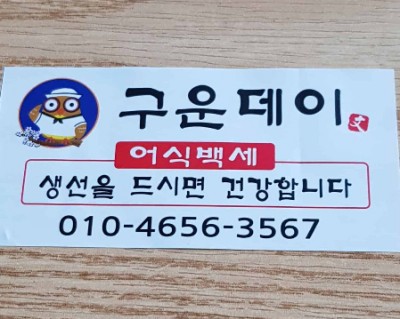 구운데이
어식백세
생선을 드시면 건강합니다
010-4656-3567